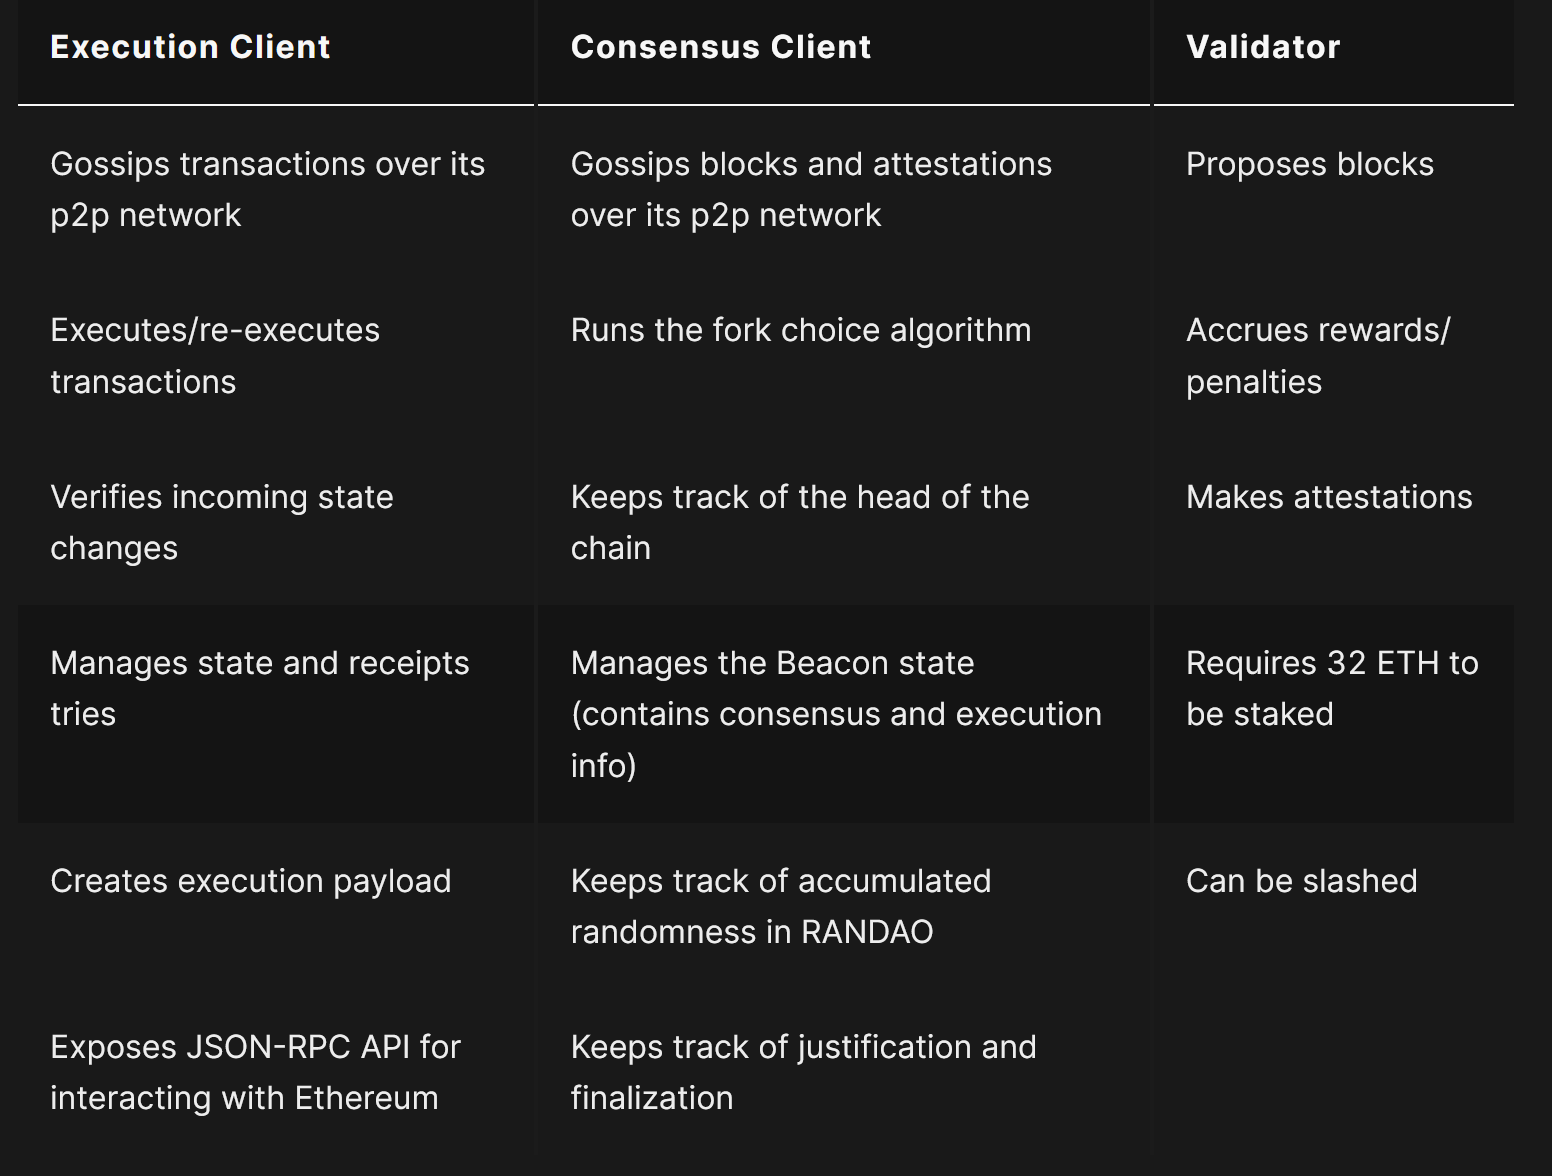 Execution Client
Consensus Client
Validator
Gossips transactions over its
p2p network
Gossips blocks and attestations
over its p2p network
Proposes blocks
Executes/re-executes
transactions
Runs the fork choice algorithm
Accrues rewards/
penalties
Verifies incoming state
changes
Keeps track of the head of the
chain
Makes attestations
Manages state and receipts
tries
Manages the Beacon state
(contains consensus and execution
info)
Requires 32 ETH to
be staked
Creates execution payload
Keeps track of accumulated
randomness in RANDAO
Can be slashed
Exposes JSON-RPC API for
interacting with Ethereum
Keeps track of justification and
finalization